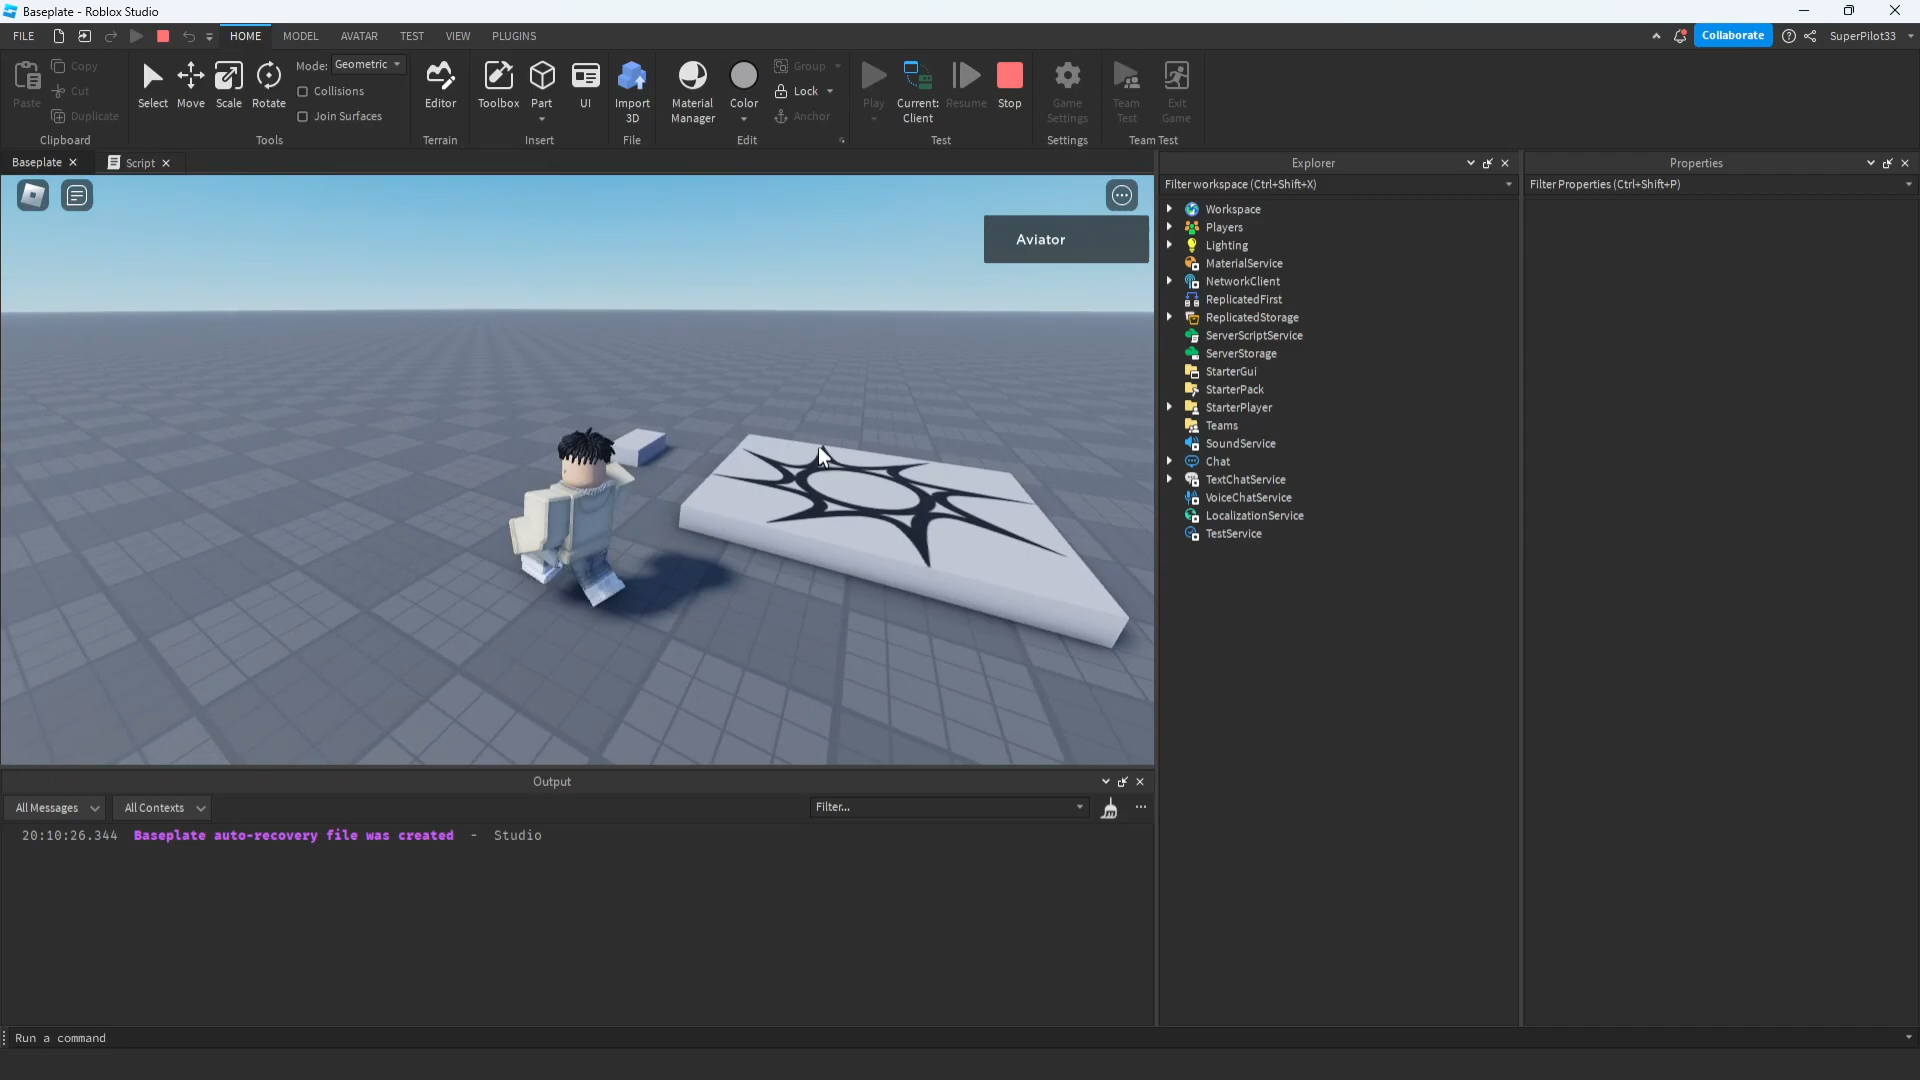 Baseplate - Roblox Studio
FILE HOME MODEL AVATAR TEST VIEW PLUGINS Collaborate SuperPilot33
Paste
Copy
Cut
Duplicate
Clipboard
Select Move Scale Rotate
Mode: Geometric
Collisions
Join Surfaces
Tools
Editor
Terrain
Toolbox Part UI
Insert
Import
3D
File
Material
Manager
Color
Group
Lock
Anchor
Edit
Play
Current:
Client
Resume Stop
Test
Game
Settings
Settings
Team
Test
Exit
Game
Team Test
Baseplate Script
Aviator
Explorer
Filter workspace (Ctrl+Shift+X)
Workspace
Players
Lighting
MaterialService
NetworkClient
ReplicatedFirst
ReplicatedStorage
ServerScriptService
ServerStorage
StarterGui
StarterPack
StarterPlayer
Teams
SoundService
Chat
TextChatService
VoiceChatService
LocalizationService
TestService
Properties
Filter Properties (Ctrl+Shift+P)
Output
All Messages All Contexts Filter...
20:10:26.344 Baseplate auto-recovery file was created - Studio
Run a command